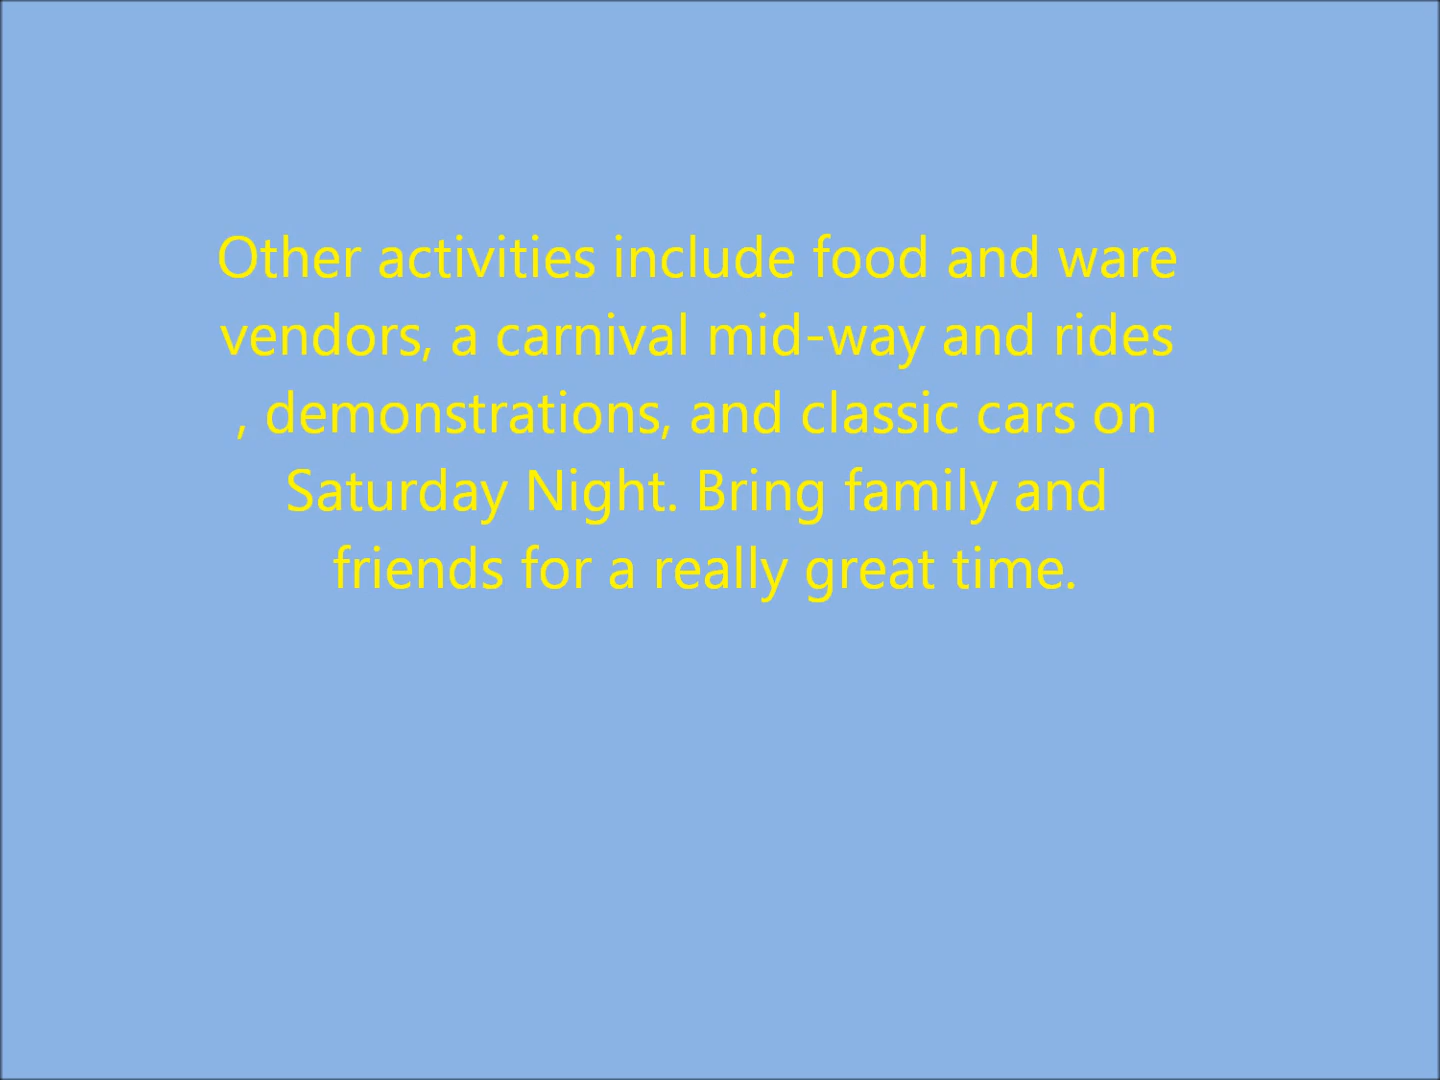 Other activities include food and ware
vendors, a carnival mid-way and rides
, demonstrations, and classic cars on
Saturday Night. Bring family and
friends for a really great time.